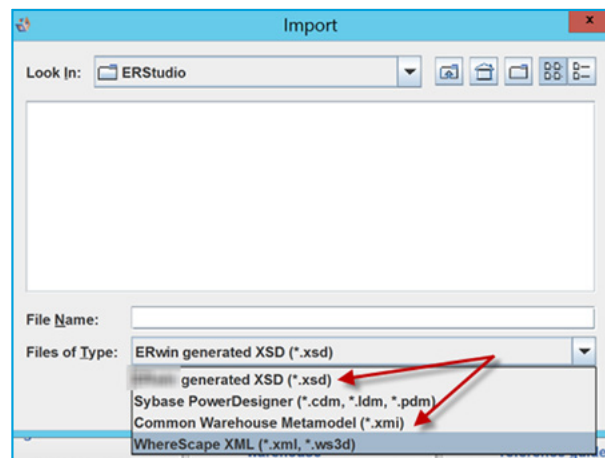 Import
x
Look In: ERStudio
File Name:
Files of Type: ERwin generated XSD (*.xsd)
generated XSD (*.xsd)
Sybase PowerDesigner (*.cdm, *.ldm, *.pdm)
Common Warehouse Metamodel (*.xmi)
WhereScape XML (*.xml, *.ws3d)